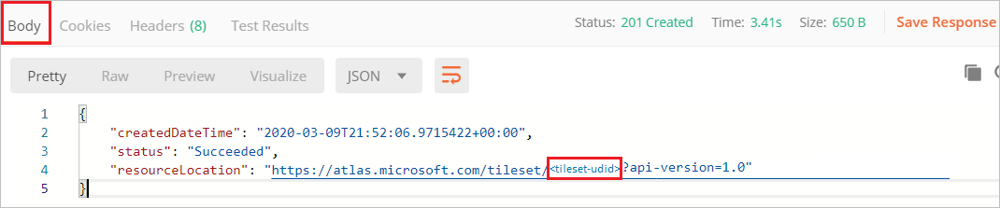 Body Cookies Headers (8) Test Results Status: 201 Created Time: 3.41s Size: 650 B Save Response
Pretty Raw Preview Visualize JSON
1 {
2 "createdDateTime": "2020-03-09T21:52:06.9715422+00:00",
3 "status": "Succeeded",
4 "resourceLocation": "https://atlas.microsoft.com/tileset/<tileset-udid>?api-version=1.0"
5 }